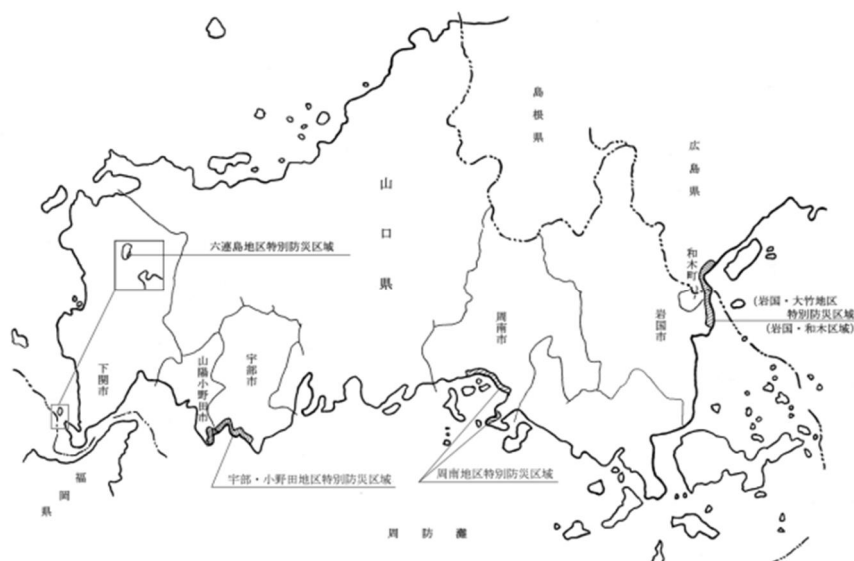 島根県
広島県
山口県
六連島地区特別防災区域
和木町
(岩国・大竹地区
特別防災区域
(岩国・和木区域)
周南市
岩国市
下関市
山陽小野田市
宇部市
宇部・小野田地区特別防災区域
周南地区特別防災区域
福岡県
周防灘